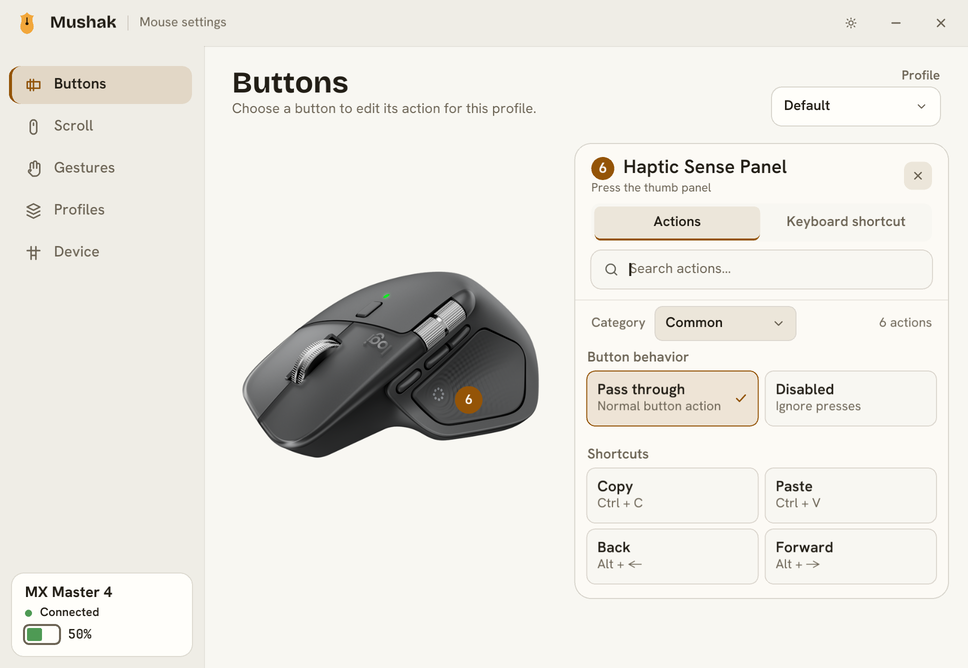 Mushak
Mouse settings
Buttons
Scroll
Gestures
Profiles
Device
MX Master 4
Connected
50%
Buttons
Choose a button to edit its action for this profile.
Profile
Default
logi
6
6 Haptic Sense Panel
Press the thumb panel
Actions
Keyboard shortcut
Search actions...
Category
Common
6 actions
Button behavior
Pass through
Normal button action
Disabled
Ignore presses
Shortcuts
Copy
Ctrl + C
Paste
Ctrl + V
Back
Alt + ←
Forward
Alt + →